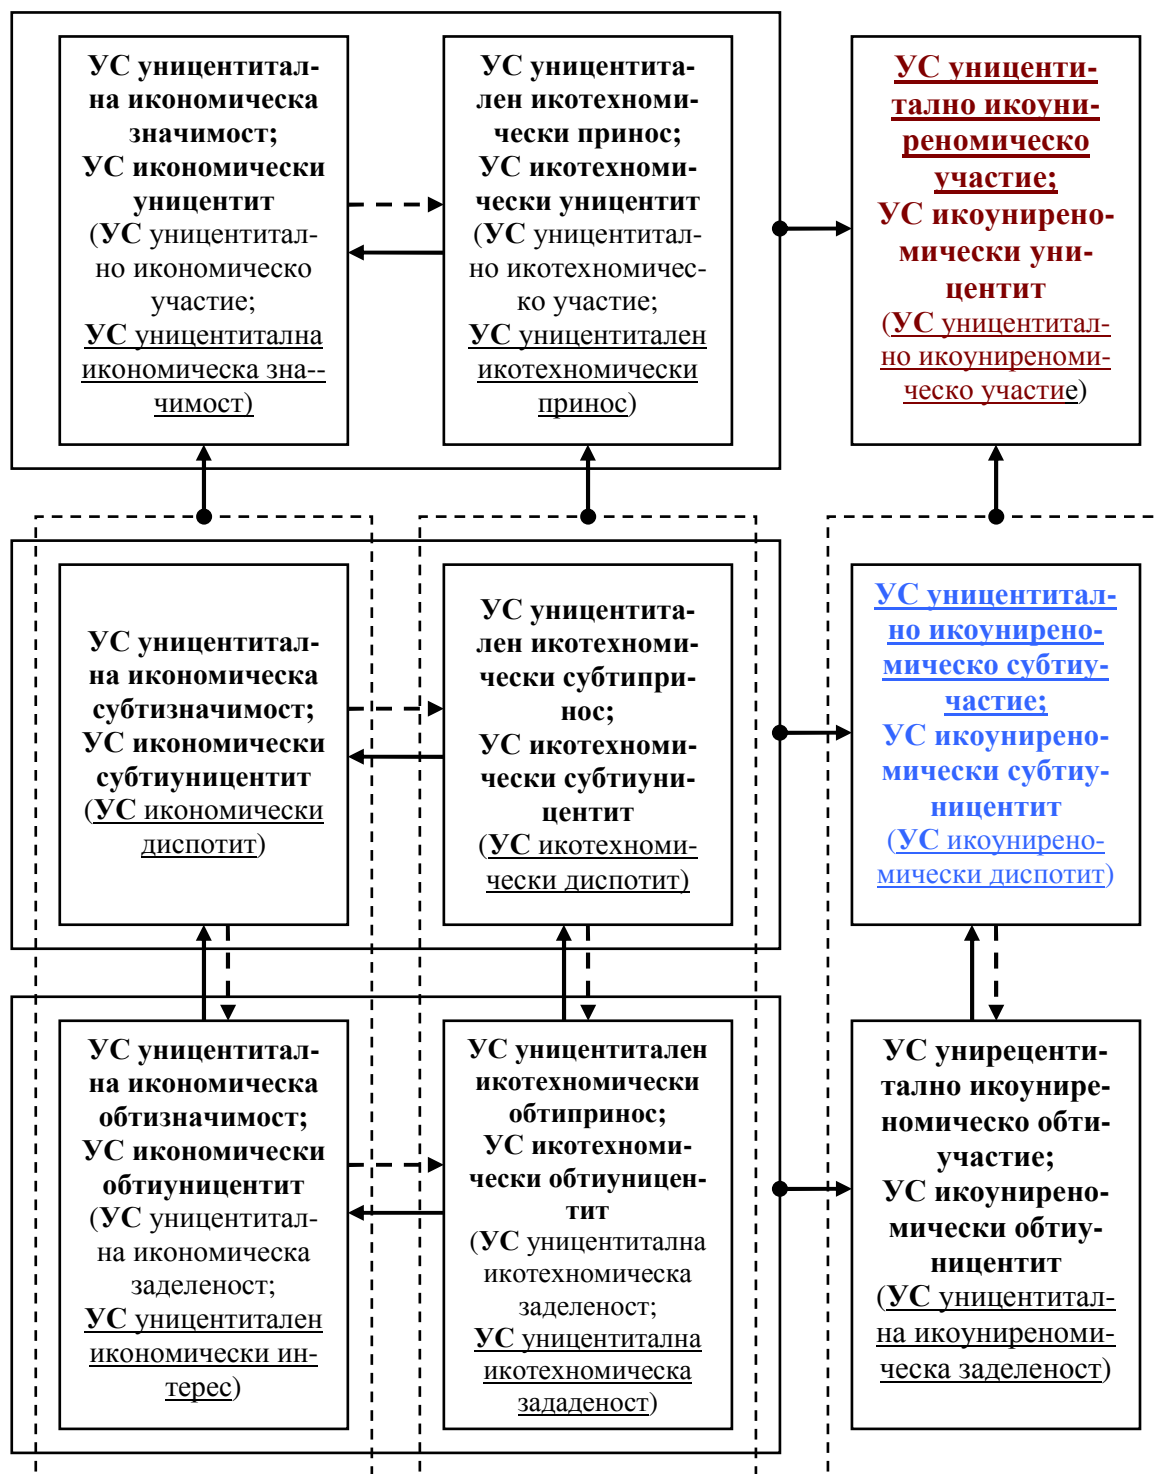 УС уницентитал-
на икономическа
значимост;
УС икономически
уницентит
(УС уницентитал-
но икономическо
участие;
УС уницентитална
икономическа зна--
чимост)
УС уницентита-
лен икотехноми-
чески принос;
УС икотехноми-
чески уницентит
(УС уницентитал-
но икотехномичес-
ко участие;
УС уницентитален
икотехномически
принос)
УС уницента-
тално икоуни-
реномическо
участие;
УС икоуниремо-
мически уни-
центит
(УС уницентитал-
но икоуниреноми-
ческо участие)
УС уницентитал-
на икономическа
субтизначимост;
УС икономически
субтиуницентит
(УС икономически
диспотит)
УС уницентита-
лен икотехноми-
чески субтипри-
нос;
УС икотехноми-
чески субтиуни-
центит
(УС икотехноми-
чески диспотит)
УС уницентитал-
но икоунирено-
мическо субтиу-
частие;
УС икоунирено-
мически субтиу-
ницентит
(УС икоунирено-
мически диспотит)
УС уницентитал-
на икономическа
обтизначимост;
УС икономически
обтиуницентит
(УС уницентитал-
на икономическа
заделеност;
УС уницентитален
икономически ин-
терес)
УС уницентитален
икотехномически
обтипринос;
УС икотехноми-
чески обтиуницен-
тит
(УС уницентитална
икотехномическа
заделеност;
УС уницентитална
икотехномическа
зададеност)
УС унирецента-
тално икоунире-
номическо обти-
участие;
УС икоунирено-
мически обтиу-
ницентит
(УС уницентитал-
на икоуниреноми-
ческа заделеност)